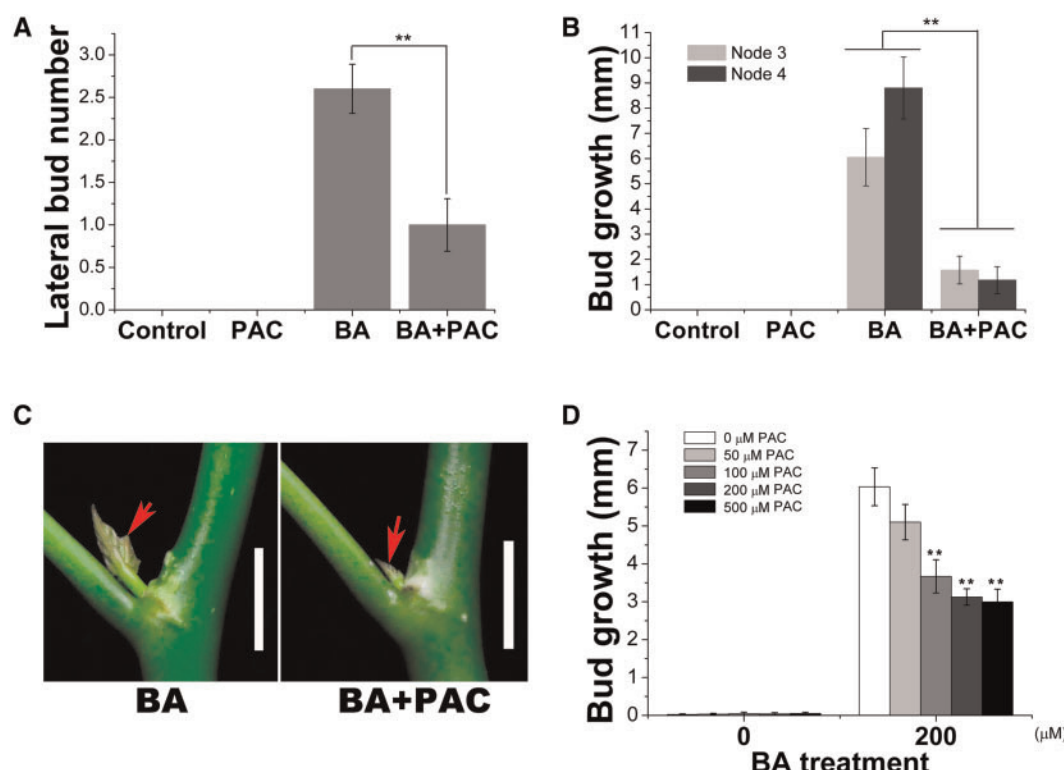 A
Lateral bud number
3.0
2.5
2.0
1.5
1.0
0.5
0.0
**
Control PAC BA BA+PAC
B
Bud growth (mm)
11
10
9
8
7
6
5
4
3
2
1
0
Node 3
Node 4
**
Control PAC BA BA+PAC
C
BA BA+PAC
D
Bud growth (mm)
7
6
5
4
3
2
1
0
0 μM PAC
50 μM PAC
100 μM PAC
200 μM PAC
500 μM PAC
** ** **
0 200 (μM)
BA treatment